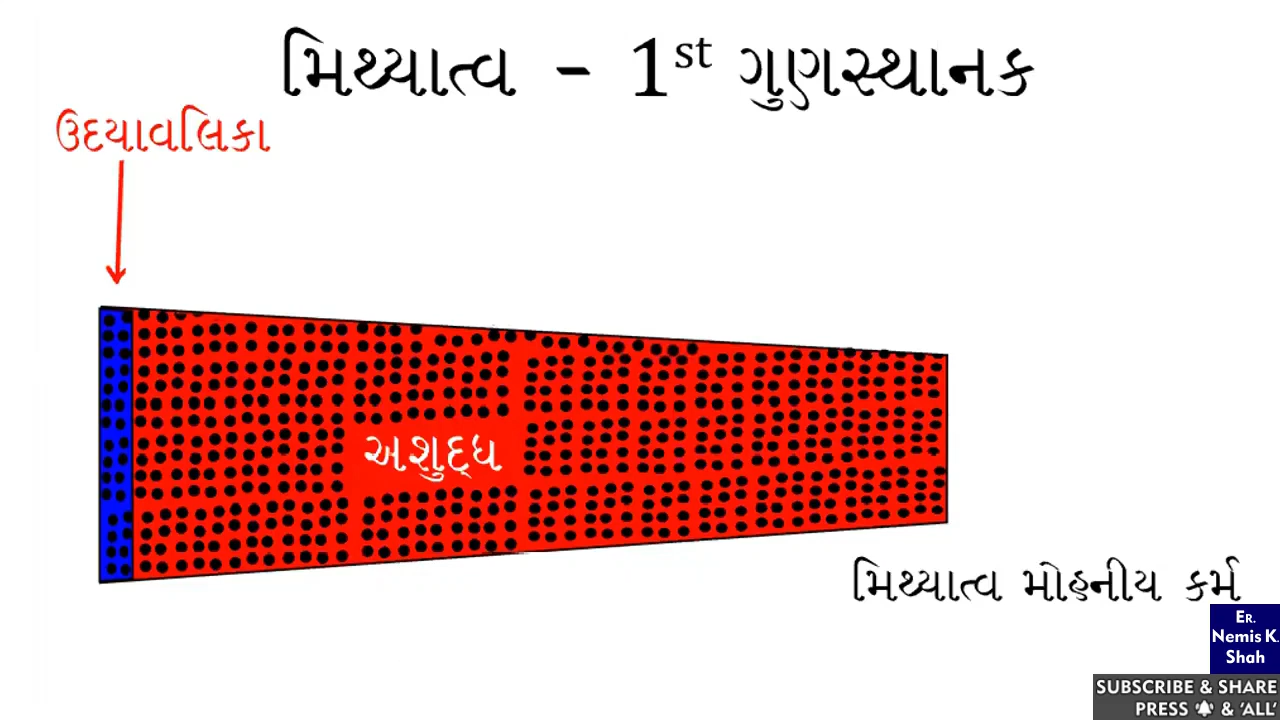 મિથ્યાત્વ - 1st ગુણસ્થાનક
ઉદયાવલિકા
અશુદ્ધ
મિથ્યાત્વ મોહનીય કર્મ
ER.
Nemis K.
Shah
SUBSCRIBE & SHARE
PRESS & 'ALL'